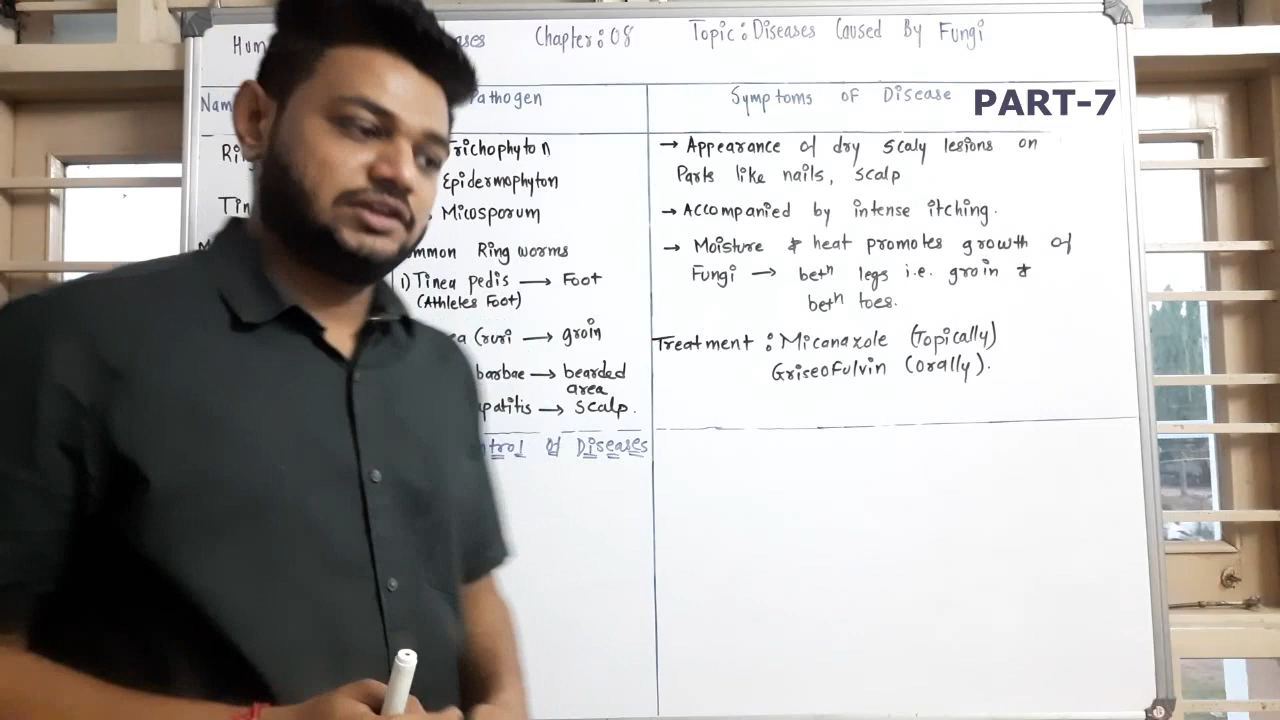 Chapter: 08 Topic: Diseases Caused By Fungi
Pathogen
Symptoms of Disease
PART-7
Trichophyton
Epidermophyton
Micosporum
Common Ring worms
1) Tinea pedis → Foot
(Athletes Foot)
→ groin
barbae → bearded
area
→ scalp.
of Diseases
→ Appearance of dry scaly lesions on
Parts like nails, scalp
→ Accompanied by intense itching.
→ Moisture & heat promotes growth of
Fungi → betn legs i.e. groin &
betn toes.
Treatment : Micanaxole (Topically)
Griseofulvin (orally).